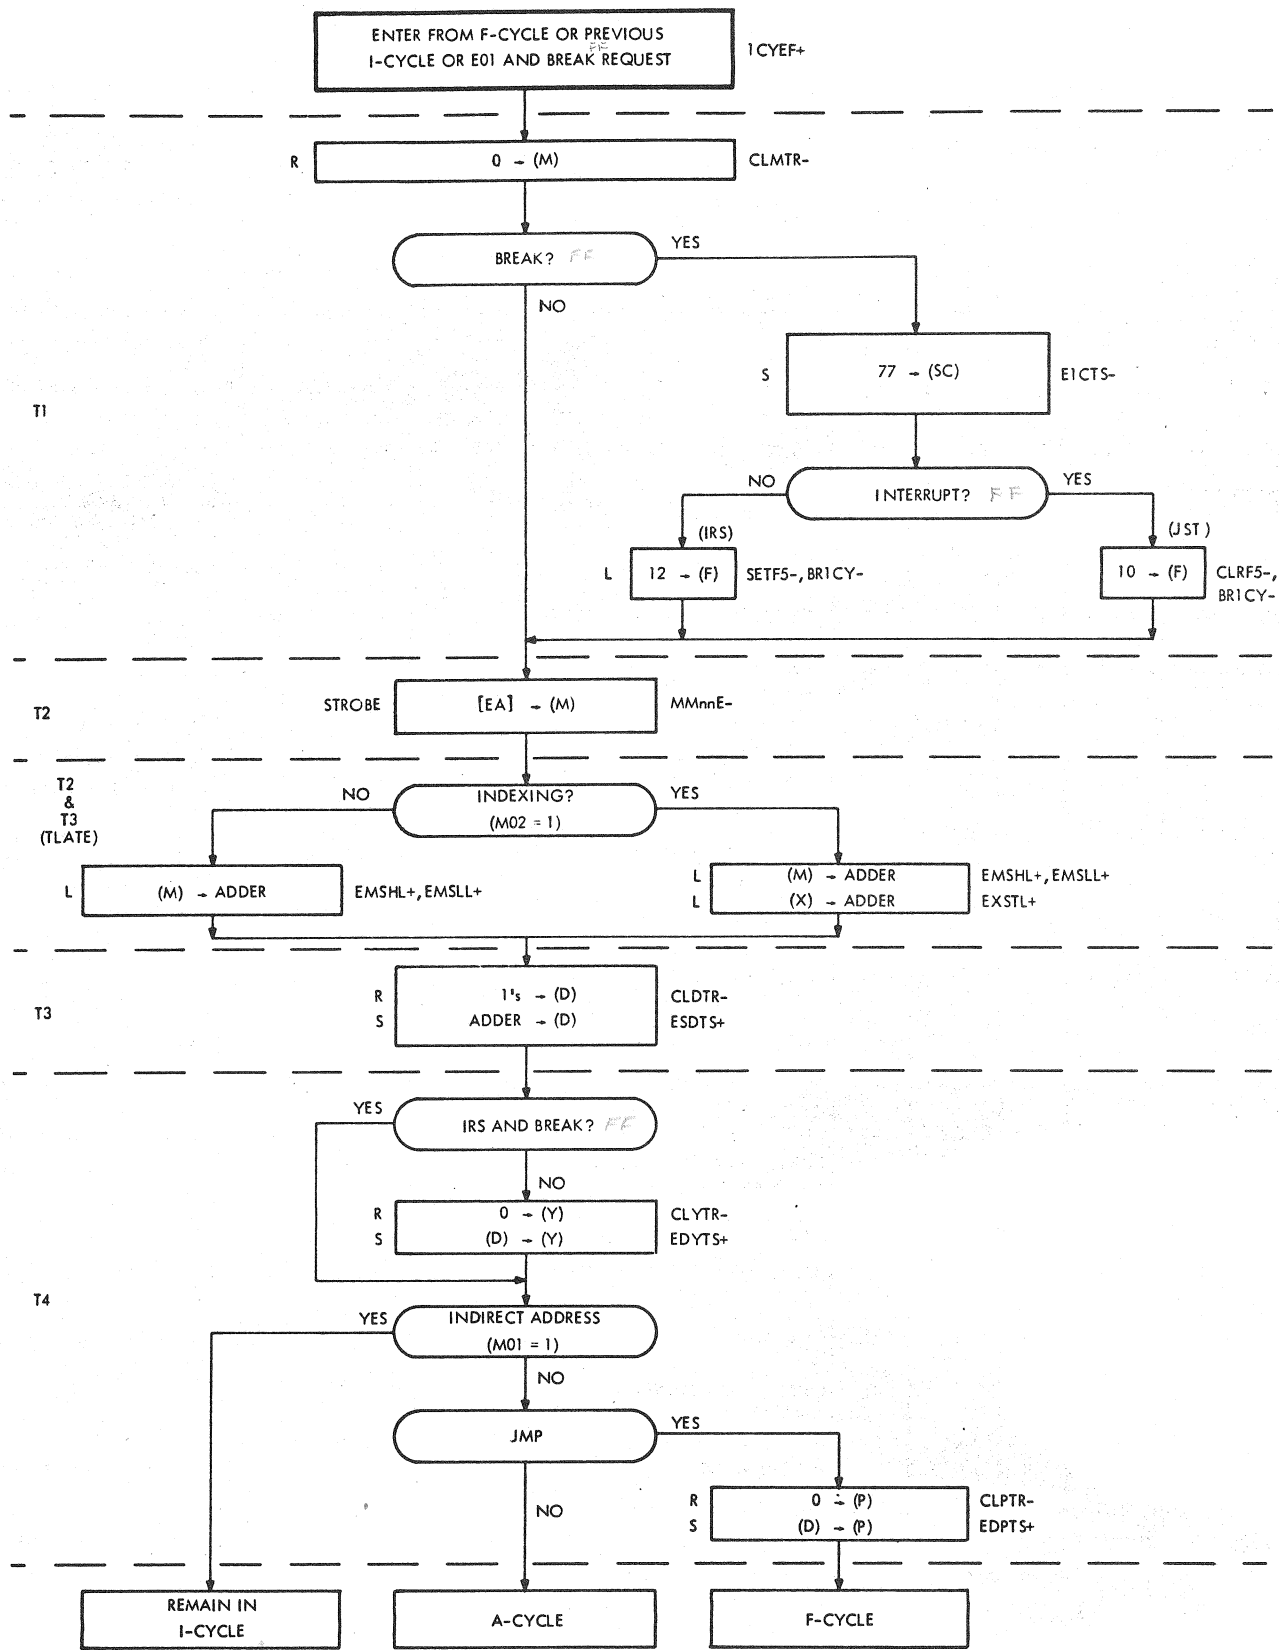 ENTER FROM F-CYCLE OR PREVIOUS
FF
I-CYCLE OR E01 AND BREAK REQUEST
1CYEF+
R
0 → (M)
CLMTR-
BREAK? FF
YES
NO
S
77 → (SC)
E1CTS-
T1
INTERRUPT? FF
NO
YES
(IRS)
(JST)
L
12 → (F)
SETF5-, BR1CY-
10 → (F)
CLRF5-,
BR1CY-
T2
STROBE
[EA] → (M)
MMnnE-
T2
&
T3
(TLATE)
NO
INDEXING?
(M02 = 1)
YES
L
(M) → ADDER
EMSHL+, EMSLL+
L
(M) → ADDER
EMSHL+, EMSLL+
L
(X) → ADDER
EXSTL+
T3
R
1's → (D)
CLDTR-
S
ADDER → (D)
ESDTS+
YES
IRS AND BREAK? FF
NO
R
0 → (Y)
CLYTR-
S
(D) → (Y)
EDYTS+
T4
YES
INDIRECT ADDRESS
(M01 = 1)
NO
JMP
YES
NO
R
0 → (P)
CLPTR-
S
(D) → (P)
EDPTS+
REMAIN IN
I-CYCLE
A-CYCLE
F-CYCLE